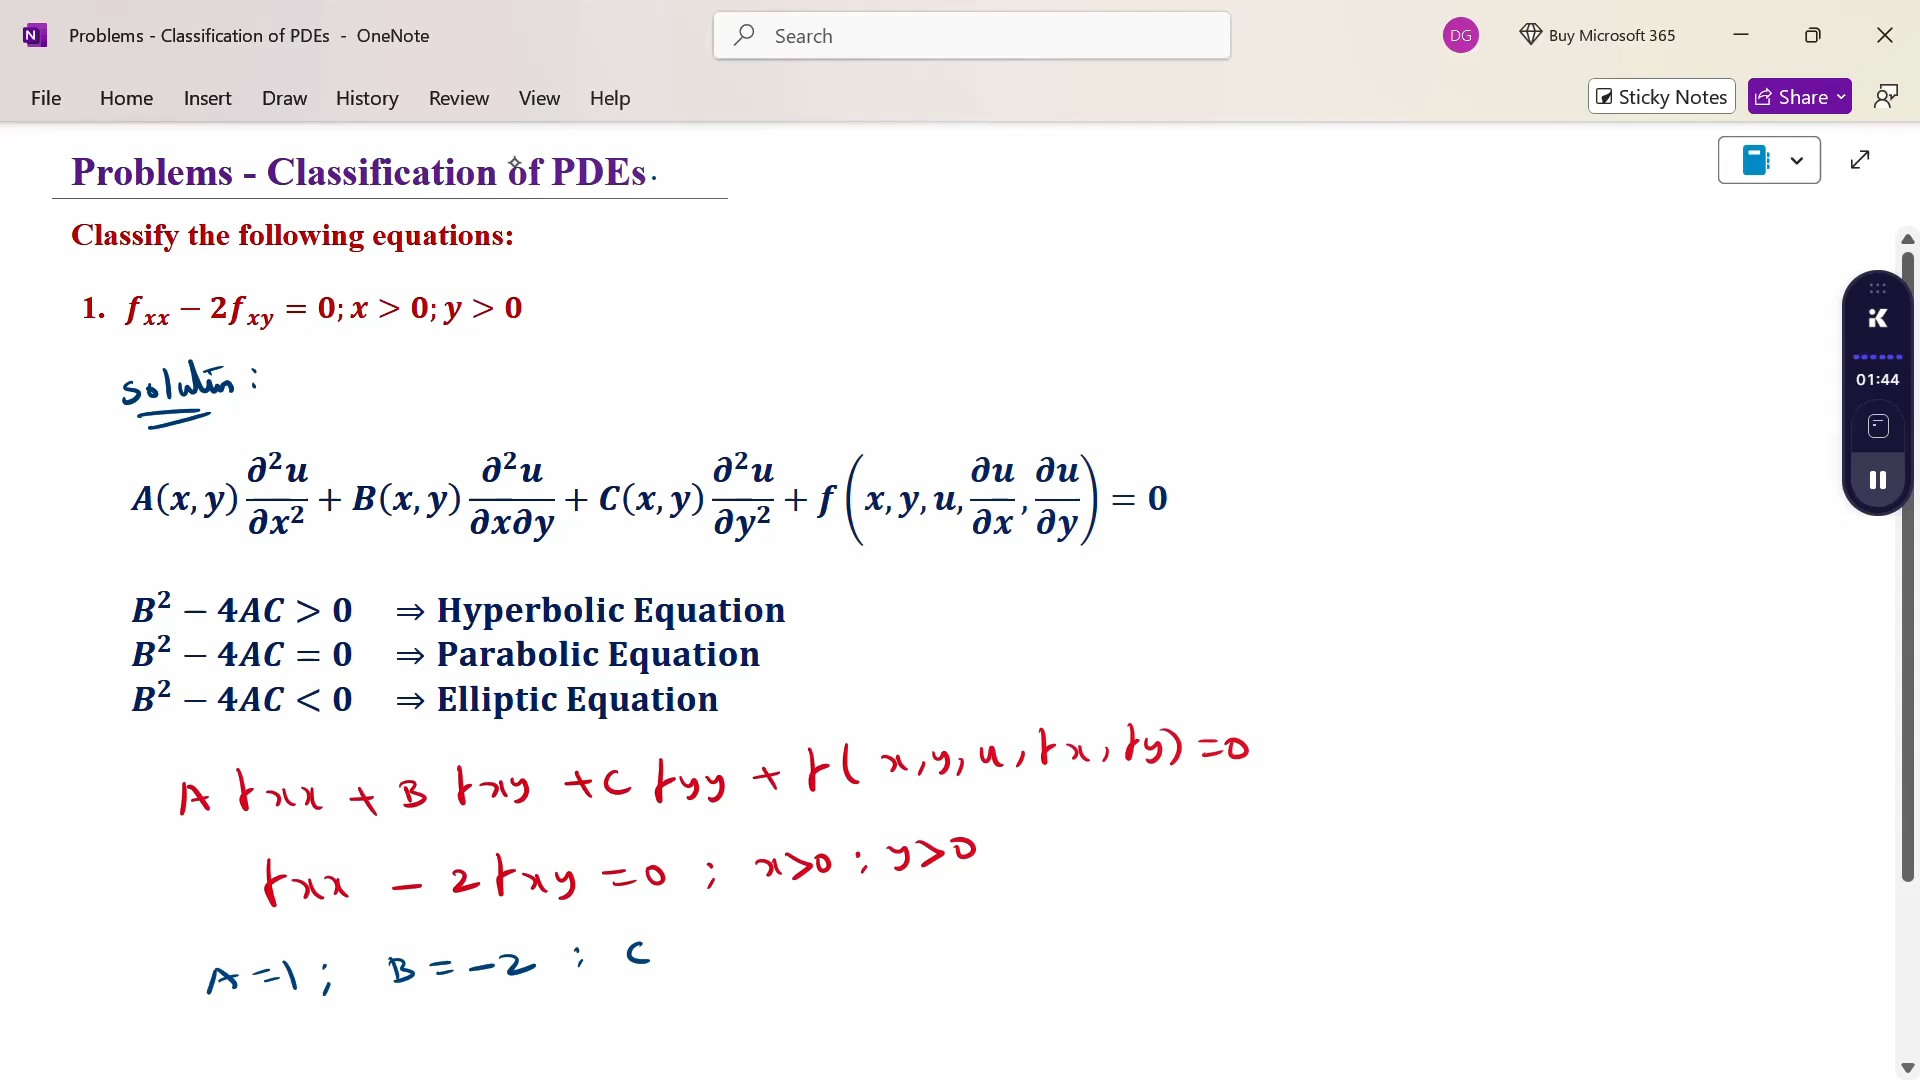 Problems - Classification of PDEs - OneNote
Search
DG
Buy Microsoft 365
File Home Insert Draw History Review View Help
Sticky Notes
Share
Problems - Classification of PDEs.
Classify the following equations:
1. f_xx − 2f_xy = 0; x > 0; y > 0
Solution:
A(x, y) ∂²u/∂x² + B(x, y) ∂²u/∂x∂y + C(x, y) ∂²u/∂y² + f(x, y, u, ∂u/∂x, ∂u/∂y) = 0
B² − 4AC > 0 ⇒ Hyperbolic Equation
B² − 4AC = 0 ⇒ Parabolic Equation
B² − 4AC < 0 ⇒ Elliptic Equation
A fxx + B fxy + C fyy + f(x, y, u, fx, fy) = 0
fxx − 2fxy = 0 ; x>0 ; y>0
A = 1 ; B = −2 ; C
01:44